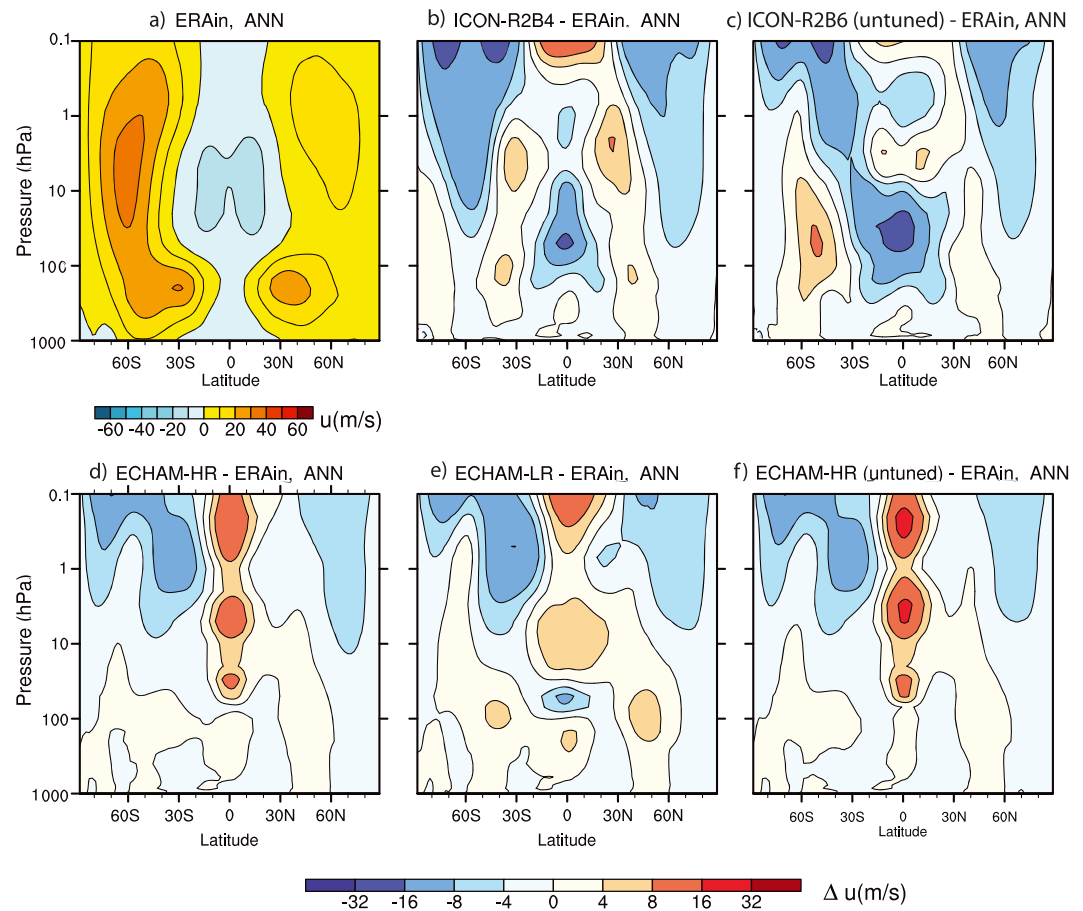 a) ERAin, ANN
b) ICON-R2B4 - ERAin. ANN
c) ICON-R2B6 (untuned) - ERAin, ANN
Pressure (hPa)
0.1
1
10
100
1000
60S 30S 0 30N 60N
Latitude
60S 30S 0 30N 60N
Latitude
60S 30S 0 30N 60N
Latitude
-60 -40 -20 0 20 40 60
u(m/s)
d) ECHAM-HR - ERAin, ANN
e) ECHAM-LR - ERAin, ANN
f) ECHAM-HR (untuned) - ERAin, ANN
Pressure (hPa)
0.1
1
10
100
1000
60S 30S 0 30N 60N
Latitude
60S 30S 0 30N 60N
Latitude
60S 30S 0 30N 60N
Latitude
-32 -16 -8 -4 0 4 8 16 32
Δ u(m/s)